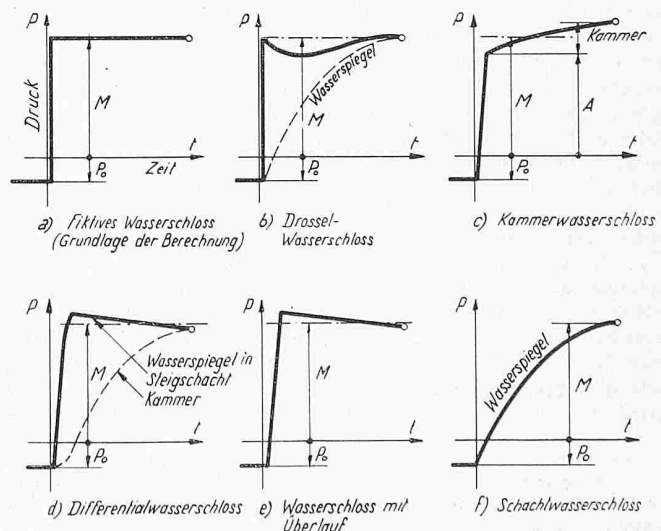 p
Druck
M
t
P₀
Zeit
a) Fiktives Wasserschloss
(Grundlage der Berechnung)
p
Wasserspiegel
M
t
P₀
b) Drossel-
Wasserschloss
p
Kammer
M
A
t
P₀
c) Kammerwasserschloss
p
Wasserspiegel in
Steigschacht
M
Kammer
t
P₀
d) Differentialwasserschloss
p
M
t
P₀
e) Wasserschloss mit
Überlauf
p
Wasserspiegel
M
t
P₀
f) Schachtwasserschloss